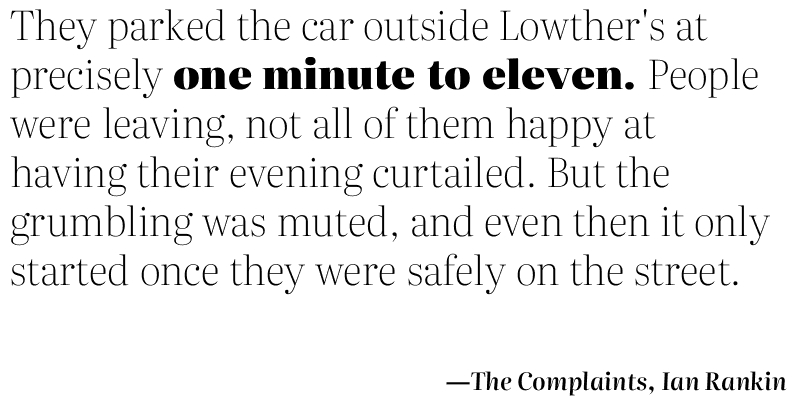 They parked the car outside Lowther's at
precisely one minute to eleven. People
were leaving, not all of them happy at
having their evening curtailed. But the
grumbling was muted, and even then it only
started once they were safely on the street.
—The Complaints, Ian Rankin